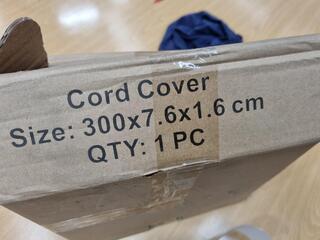 Cord Cover
Size: 300x7.6x1.6 cm
QTY: 1 PC